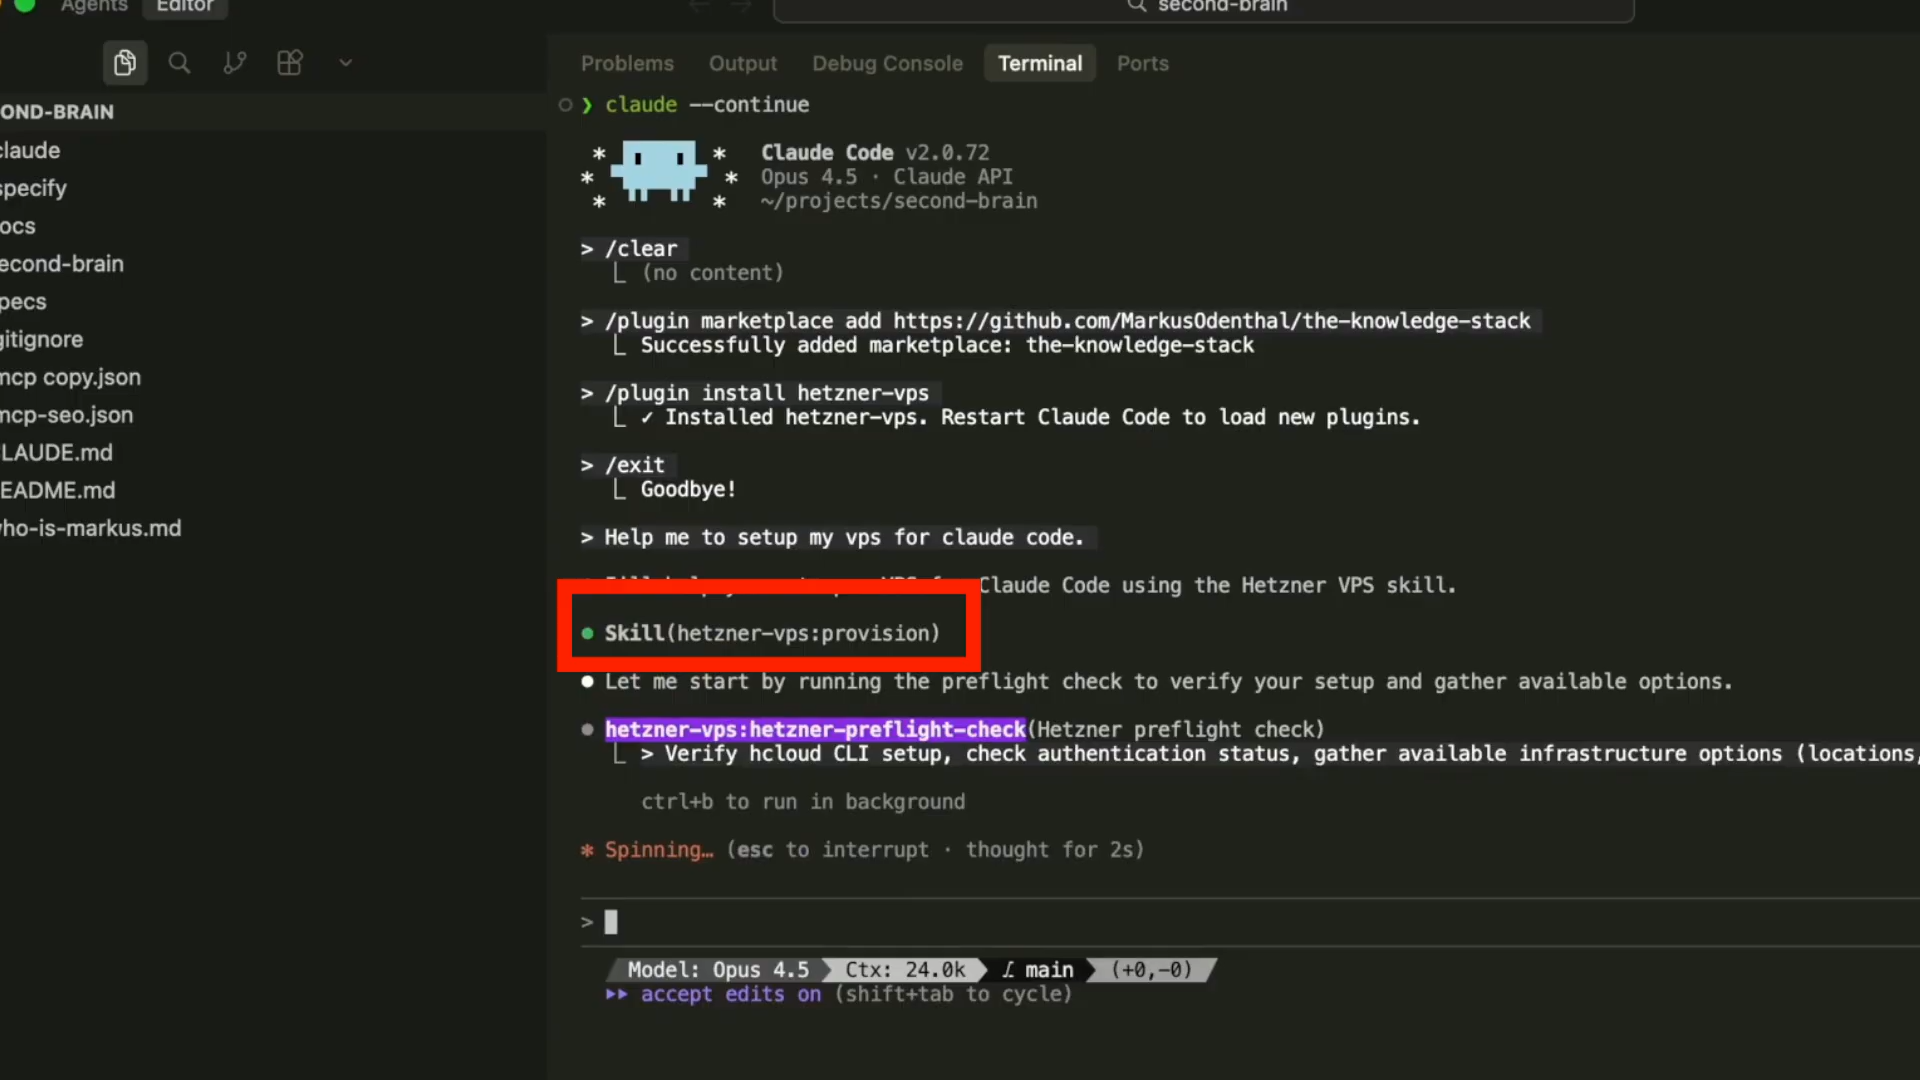 Agents Editor
second-brain
Problems Output Debug Console Terminal Ports
OND-BRAIN
❯ claude --continue
claude
Claude Code v2.0.72
Opus 4.5 · Claude API
specify
~/projects/second-brain
ocs
> /clear
(no content)
econd-brain
pecs
> /plugin marketplace add https://github.com/MarkusOdenthal/the-knowledge-stack
gitignore
Successfully added marketplace: the-knowledge-stack
mcp copy.json
> /plugin install hetzner-vps
mcp-seo.json
✓ Installed hetzner-vps. Restart Claude Code to load new plugins.
LAUDE.md
> /exit
EADME.md
Goodbye!
who-is-markus.md
> Help me to setup my vps for claude code.
Claude Code using the Hetzner VPS skill.
● Skill(hetzner-vps:provision)
● Let me start by running the preflight check to verify your setup and gather available options.
● hetzner-vps:hetzner-preflight-check(Hetzner preflight check)
> Verify hcloud CLI setup, check authentication status, gather available infrastructure options (locations,
ctrl+b to run in background
* Spinning… (esc to interrupt · thought for 2s)
>
Model: Opus 4.5 Ctx: 24.0k main (+0,-0)
▸▸ accept edits on (shift+tab to cycle)